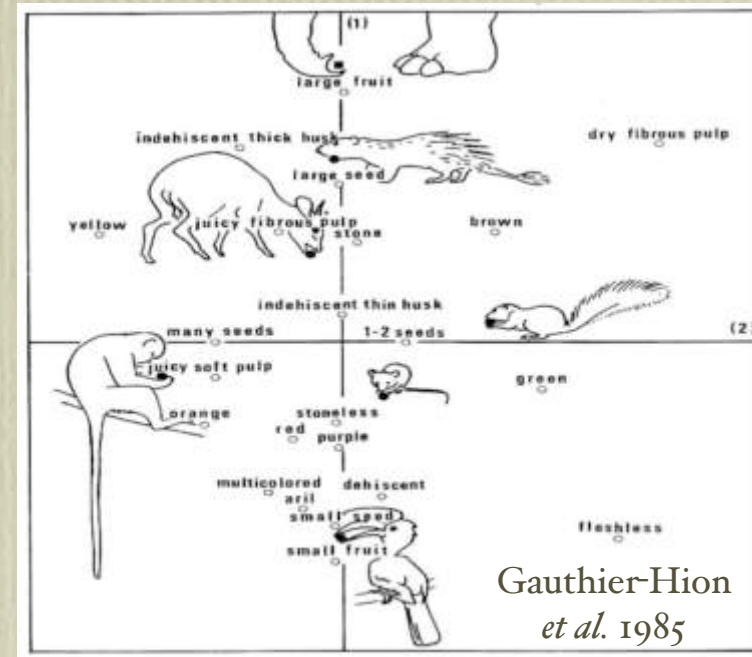 (1)
large fruit
indehiscent thick husk
dry fibrous pulp
large seed
yellow
juicy fibrous pulp
brown
stone
indehiscent thin husk
many seeds
1-2 seeds
(2)
juicy soft pulp
green
orange
stoneless
red
purple
multicolored
dehiscent
aril
small seed
fleshless
small fruit
Gauthier-Hion
et al. 1985